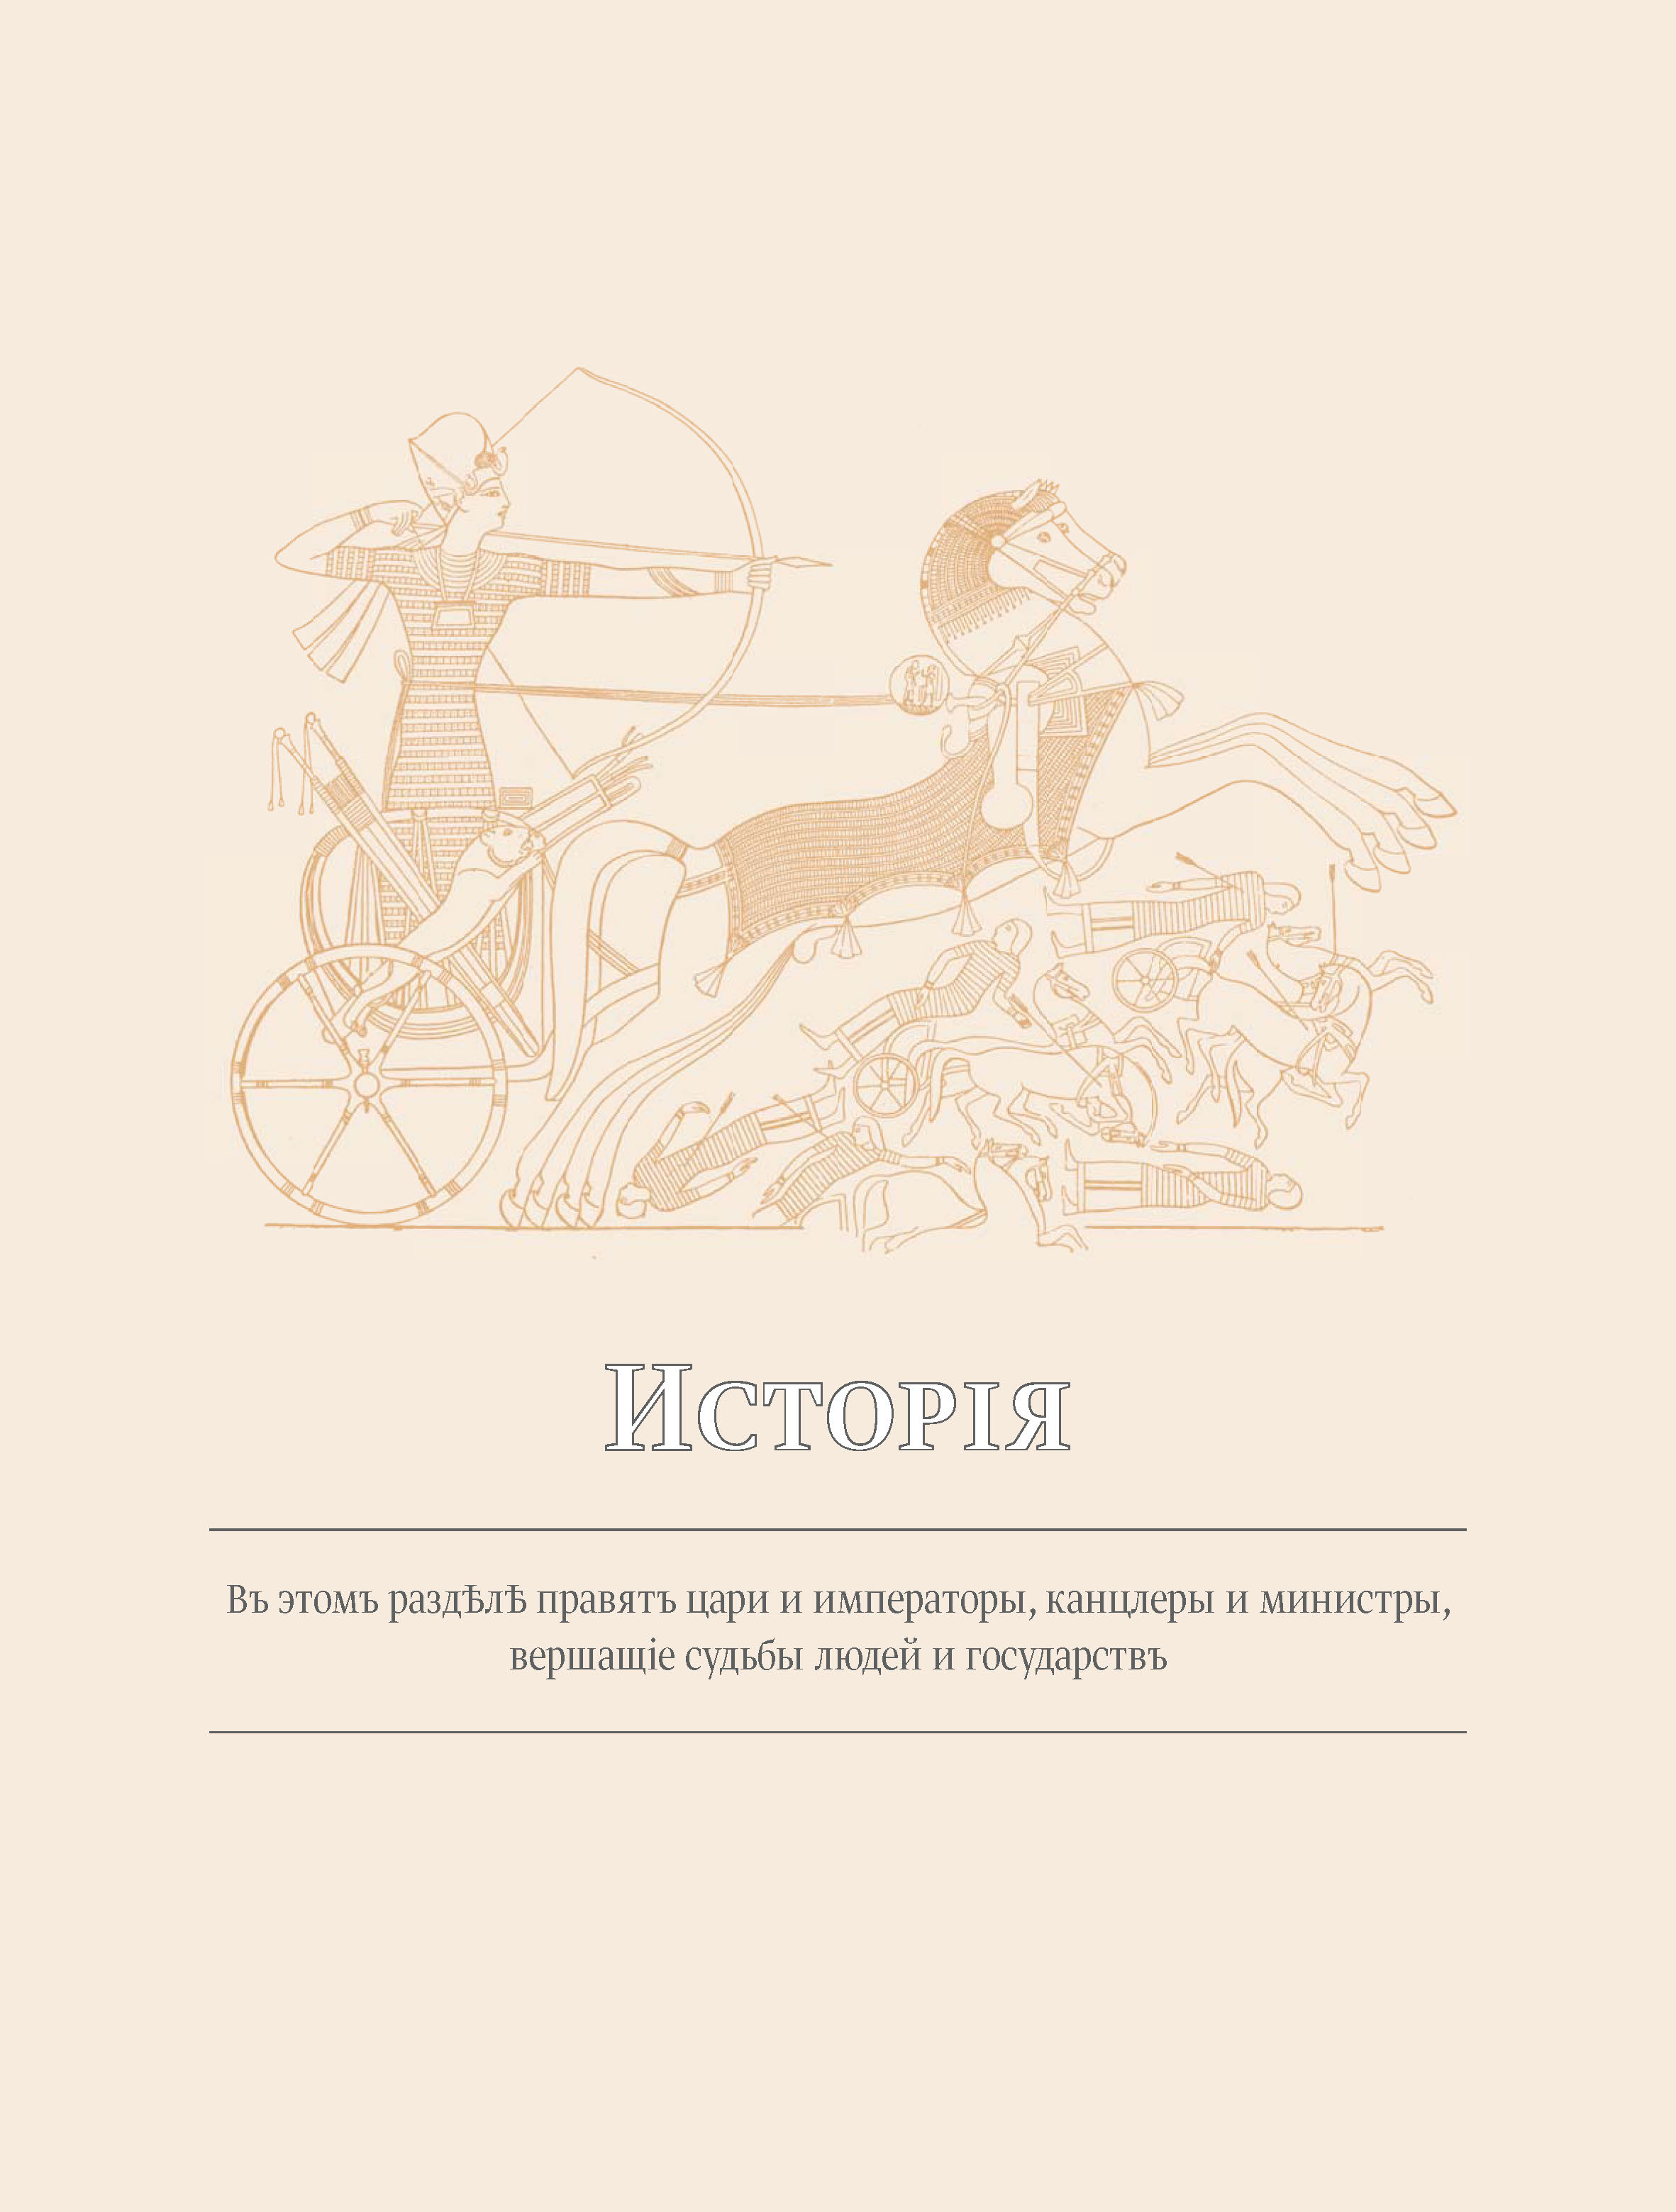 Исторія
Въ этомъ раздѣлѣ правятъ цари и императоры, канцлеры и министры,
вершащіе судьбы людей и государствъ